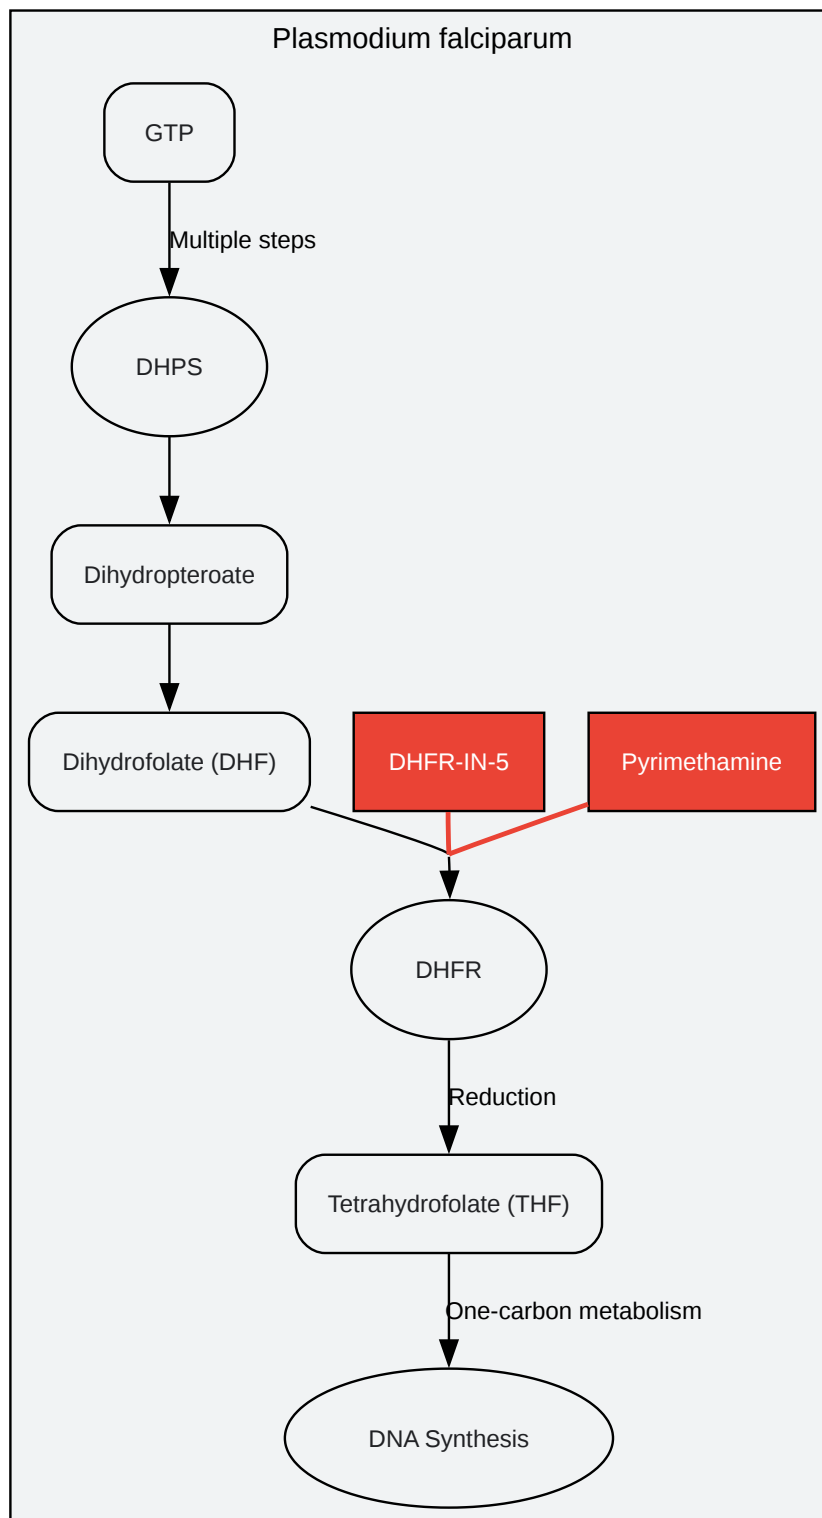 Plasmodium falciparum
GTP
Multiple steps
DHPS
Dihydropteroate
Dihydrofolate (DHF)
DHFR-IN-5
Pyrimethamine
DHFR
Reduction
Tetrahydrofolate (THF)
One-carbon metabolism
DNA Synthesis